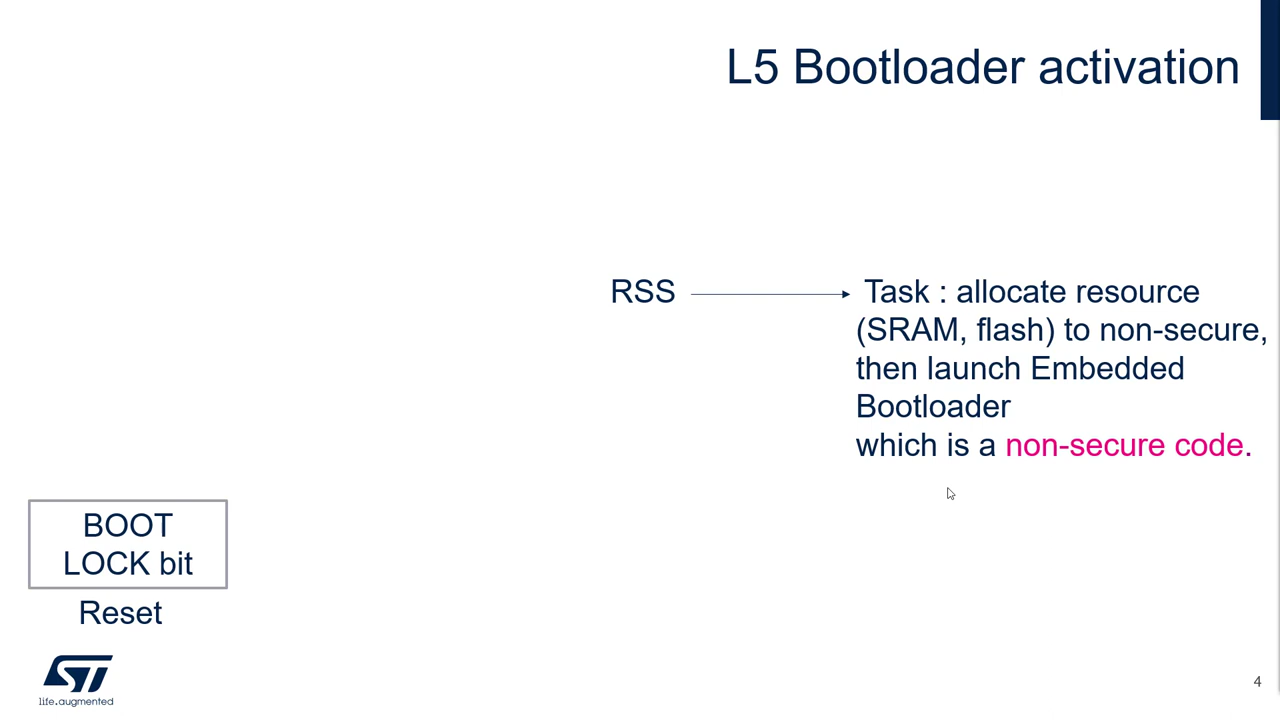 L5 Bootloader activation
RSS
Task : allocate resource
(SRAM, flash) to non-secure,
then launch Embedded
Bootloader
which is a non-secure code.
BOOT
LOCK bit
Reset
ST
life.augmented
4